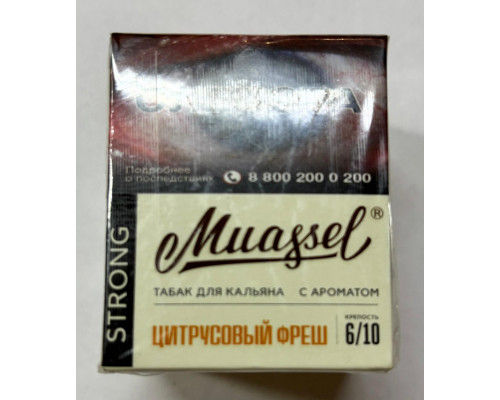 Подробнее
о последствиях
8 800 200 0 200
STRONG
Muassel®
ТАБАК ДЛЯ КАЛЬЯНА С АРОМАТОМ
ЦИТРУСОВЫЙ ФРЕШ
КРЕПОСТЬ
6/10